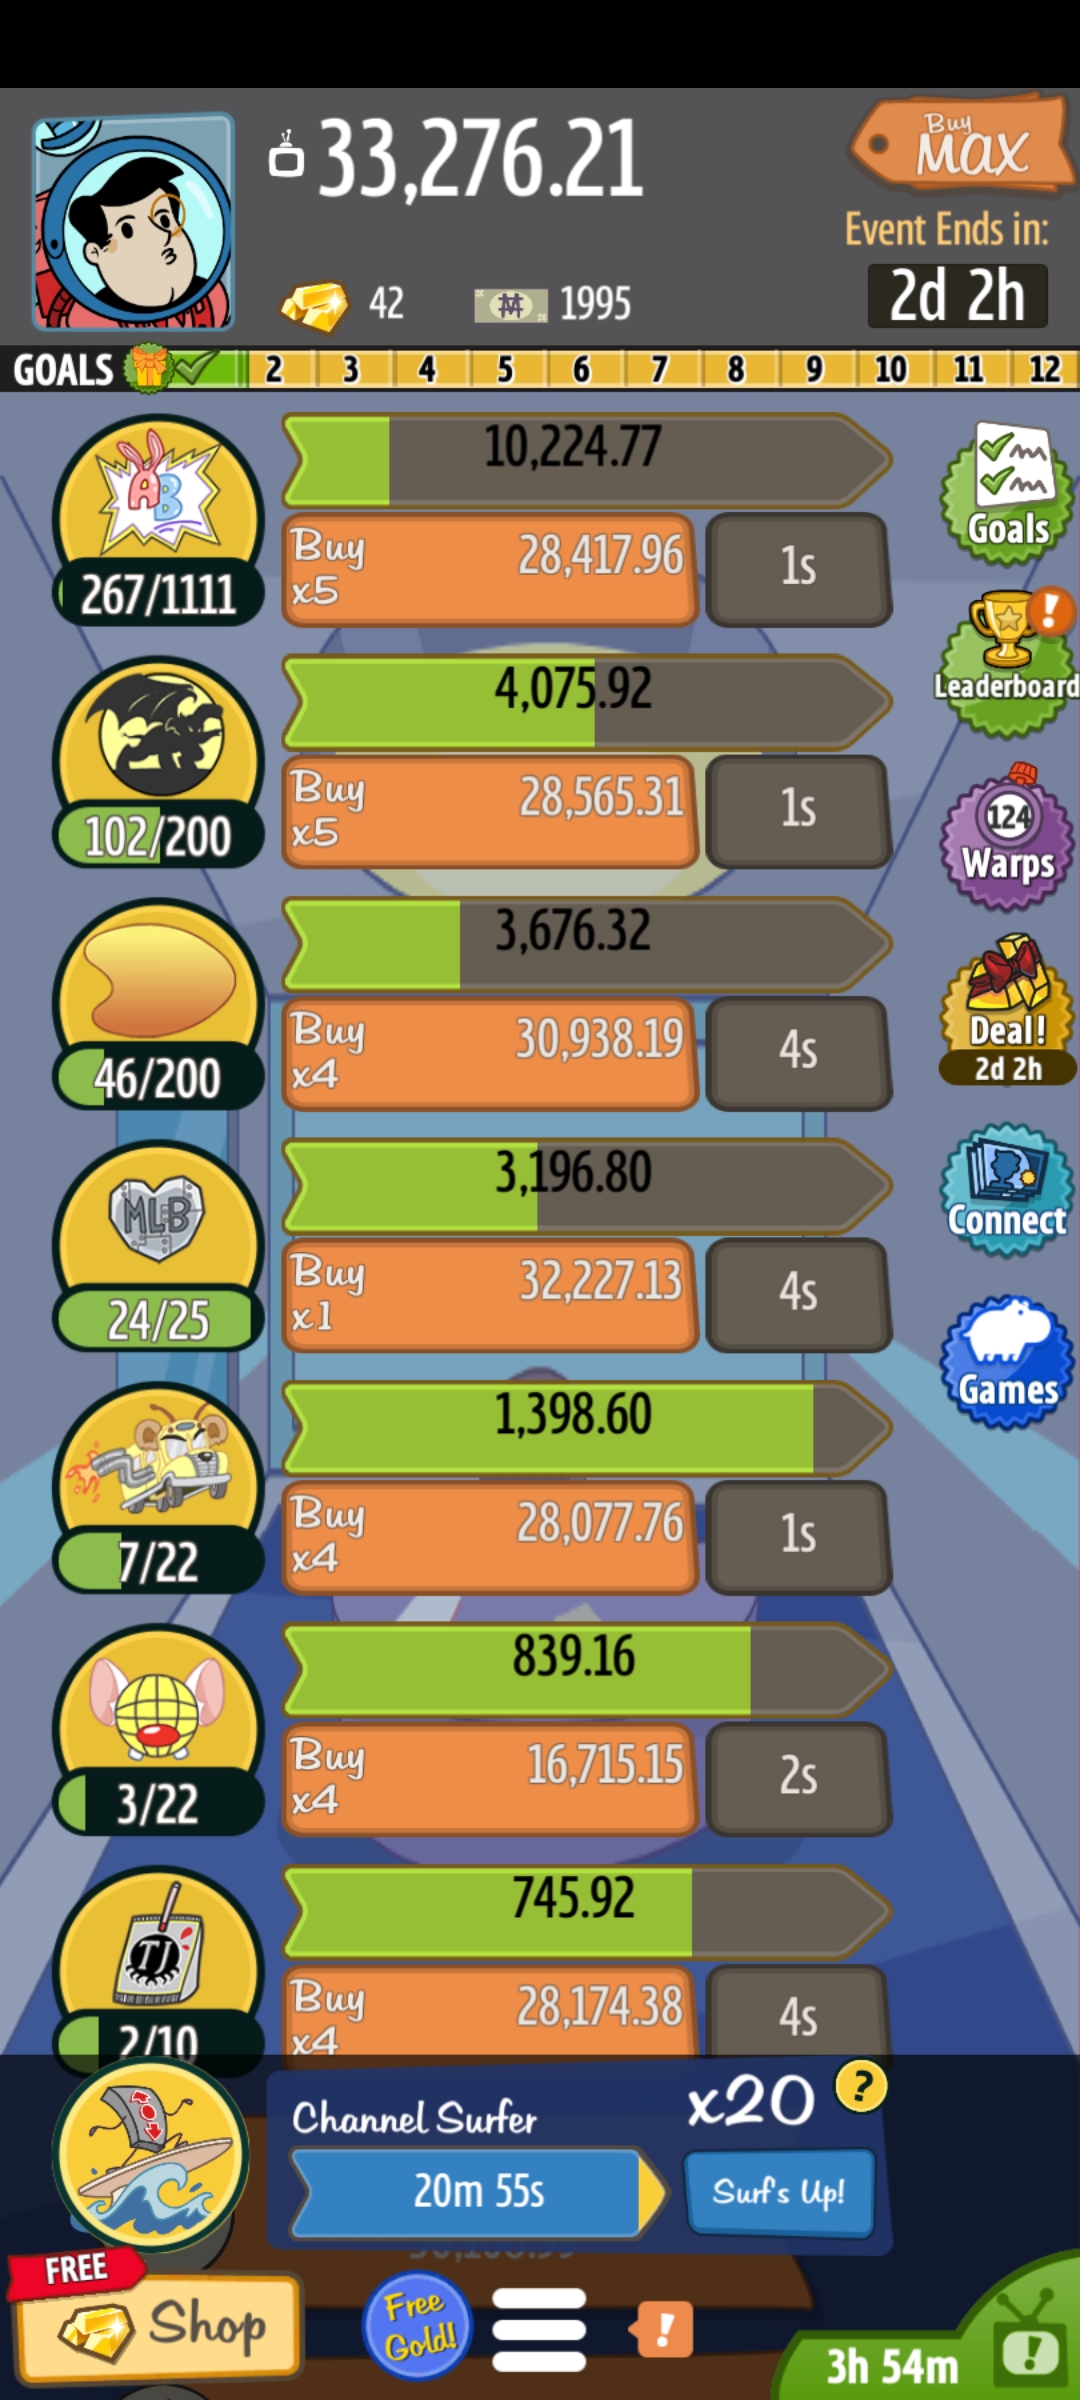 33,276.21
Buy
MAX
Event Ends in:
42
1995
2d 2h
GOALS 2 3 4 5 6 7 8 9 10 11 12
AB
10,224.77
Buy
x5
28,417.96
1s
267/1111
Goals
4,075.92
Buy
x5
28,565.31
1s
102/200
!
Leaderboard
3,676.32
Buy
x4
30,938.19
4s
46/200
124
Warps
Deal!
2d 2h
MLB
3,196.80
Buy
x1
32,227.13
4s
24/25
Connect
1,398.60
Buy
x4
28,077.76
1s
7/22
Games
839.16
Buy
x4
16,715.15
2s
3/22
TJ
745.92
Buy
x4
28,174.38
4s
2/10
Channel Surfer
x20
?
20m 55s
Surf's Up!
FREE
Shop
Free
Gold!
!
3h 54m
!